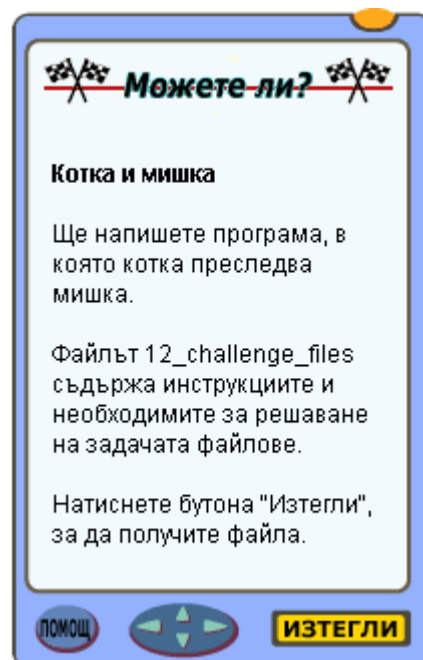 Можете ли?
Котка и мишка
Ще напишете програма, в
която котка преследва
мишка.
Файлът 12_challenge_files
съдържа инструкциите и
необходимите за решаване
на задачата файлове.
Натиснете бутона "Изтегли",
за да получите файла.
ПОМОЩ
ИЗТЕГЛИ